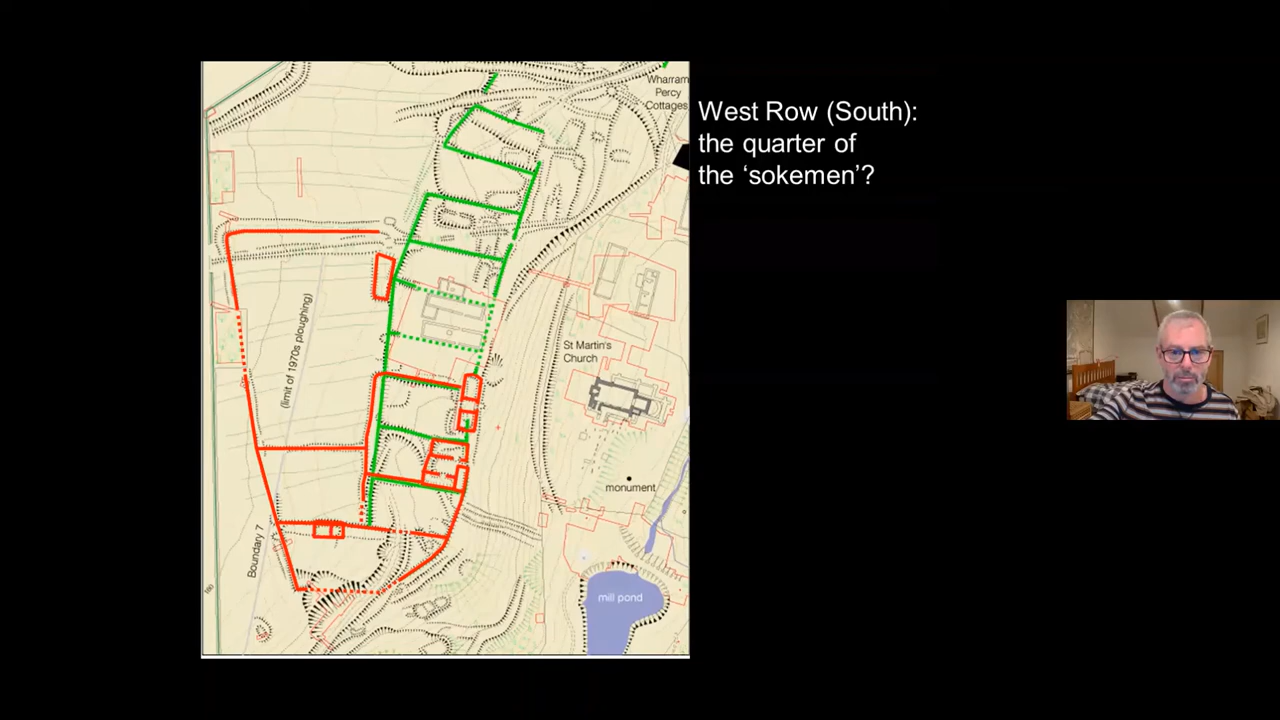 Wharram
Percy
Cottages
West Row (South):
the quarter of
the ‘sokemen’?
(limit of 1970s ploughing)
St Martin's
Church
monument
Boundary 7
mill pond